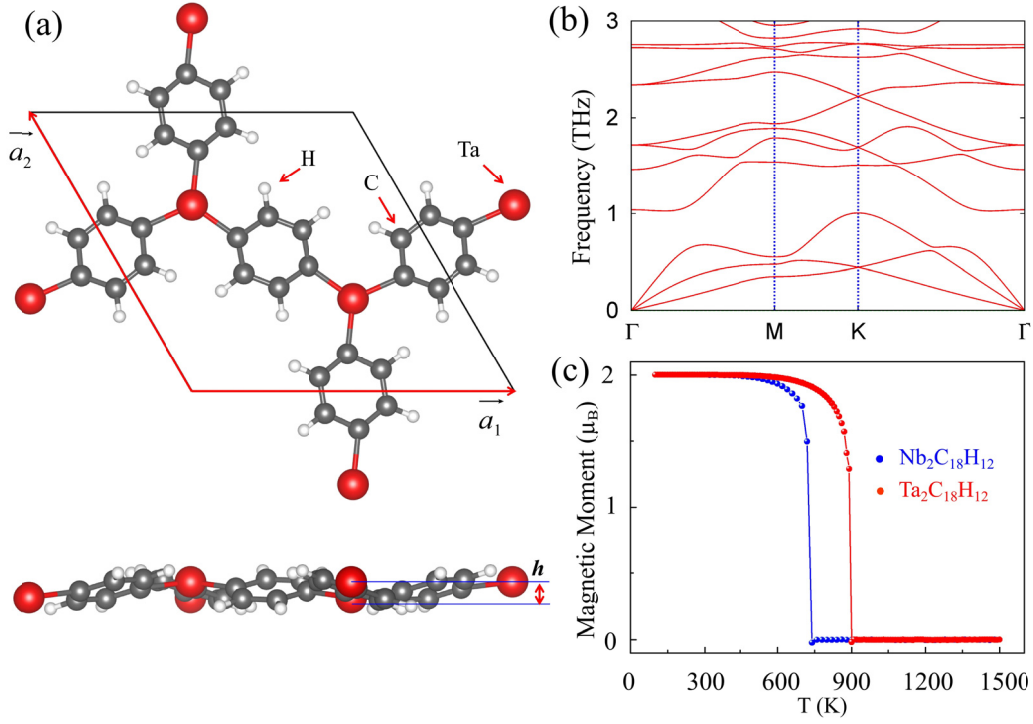 (a)
a₂
H
C
Ta
a₁
h
(b)
3
2
1
0
Frequency (THz)
Γ
M
K
Γ
(c)
2
1
0
Magnetic Moment (μB)
Nb₂C₁₈H₁₂
Ta₂C₁₈H₁₂
0
300
600
900
1200
1500
T (K)